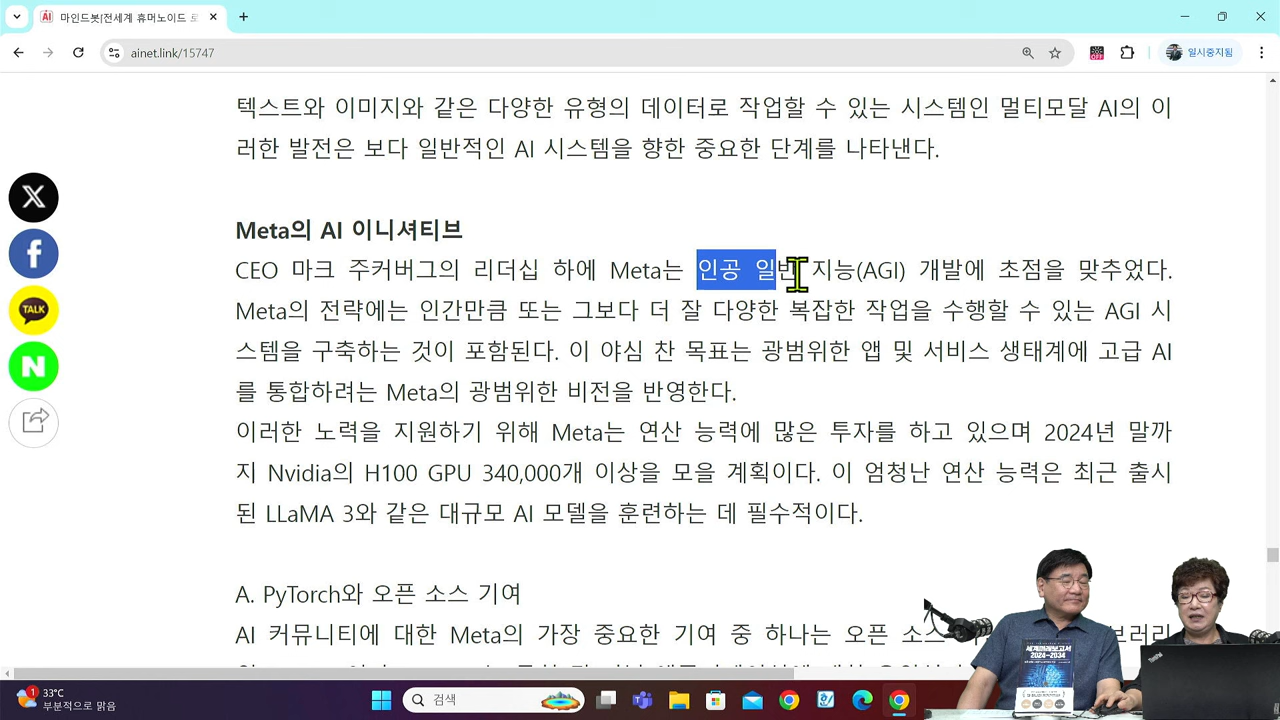 마인드봇[전세계 휴머노이드 로
ainet.link/15747
OFF
일시중지됨
텍스트와 이미지와 같은 다양한 유형의 데이터로 작업할 수 있는 시스템인 멀티모달 AI의 이
러한 발전은 보다 일반적인 AI 시스템을 향한 중요한 단계를 나타낸다.
Meta의 AI 이니셔티브
CEO 마크 주커버그의 리더십 하에 Meta는 인공 일반 지능(AGI) 개발에 초점을 맞추었다.
Meta의 전략에는 인간만큼 또는 그보다 더 잘 다양한 복잡한 작업을 수행할 수 있는 AGI 시
스템을 구축하는 것이 포함된다. 이 야심 찬 목표는 광범위한 앱 및 서비스 생태계에 고급 AI
를 통합하려는 Meta의 광범위한 비전을 반영한다.
이러한 노력을 지원하기 위해 Meta는 연산 능력에 많은 투자를 하고 있으며 2024년 말까
지 Nvidia의 H100 GPU 340,000개 이상을 모을 계획이다. 이 엄청난 연산 능력은 최근 출시
된 LLaMA 3와 같은 대규모 AI 모델을 훈련하는 데 필수적이다.
A. PyTorch와 오픈 소스 기여
AI 커뮤니티에 대한 Meta의 가장 중요한 기여 중 하나는 오픈 소스
X
f
TALK
N
세계미래보고서
2024-2034
ThinkPad
1
33°C
부분적으로 맑음
검색